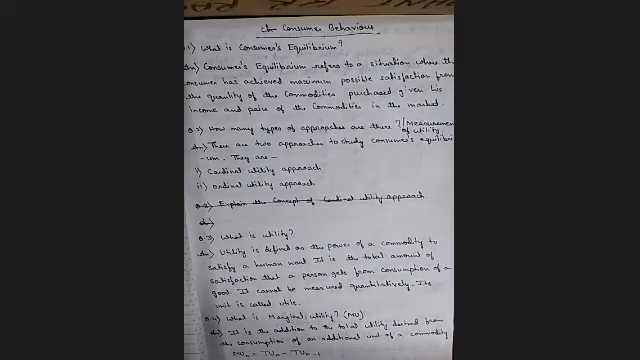 ch- Consumer Behaviour
Q.1) What is Consumer's Equilibrium?
Ans) Consumer's Equilibrium refers to a situation where the
consumer has achieved maximum possible satisfaction from
the quantity of the commodities purchased given his
income and price of the commodities in the market.
Q.2) How many types of approaches are there ?/Measurement
of utility.
Ans) There are two approaches to study consumer's equilibri
-um. They are -
i) Cardinal utility approach
ii) Ordinal utility approach
Q.3) Explain the Concept of Cardinal utility approach
Ans)
Q.3) What is utility?
Ans) Utility is defined as the power of a commodity to
satisfy a human want. It is the total amount of
satisfaction that a person gets from consumption of a
good. It cannot be measured quantitively. Its
unit is called utils.
Q.4) What is Marginal utility? (MU)
Ans) It is the addition to the total utility derived from
the consumption of an additional unit of a commodity
MUn = TUn - TUn-1